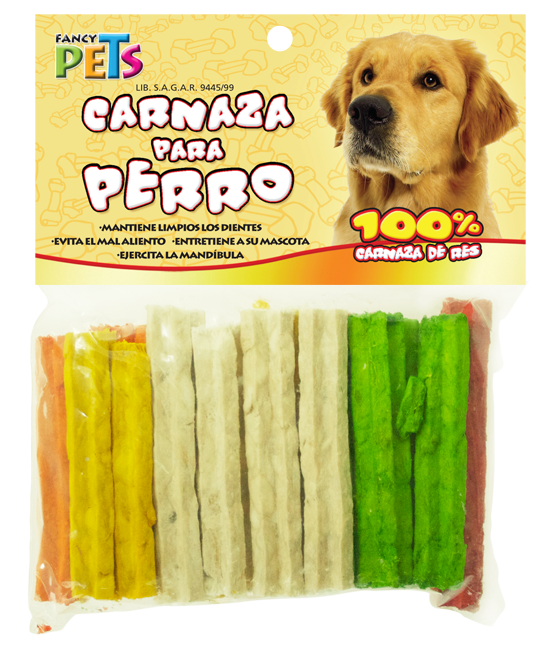 FANCY
PETS
LIB. S.A.G.A.R. 9445/99
CARNAZA
PARA
PERRO
·MANTIENE LIMPIOS LOS DIENTES
·EVITA EL MAL ALIENTO ·ENTRETIENE A SU MASCOTA
·EJERCITA LA MANDÍBULA
100%
CARNAZA DE RES